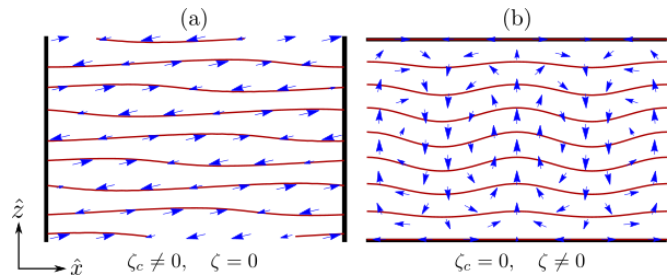 (a) (b)
ẑ
x̂
ζ_c ≠ 0, ζ = 0 ζ_c = 0, ζ ≠ 0